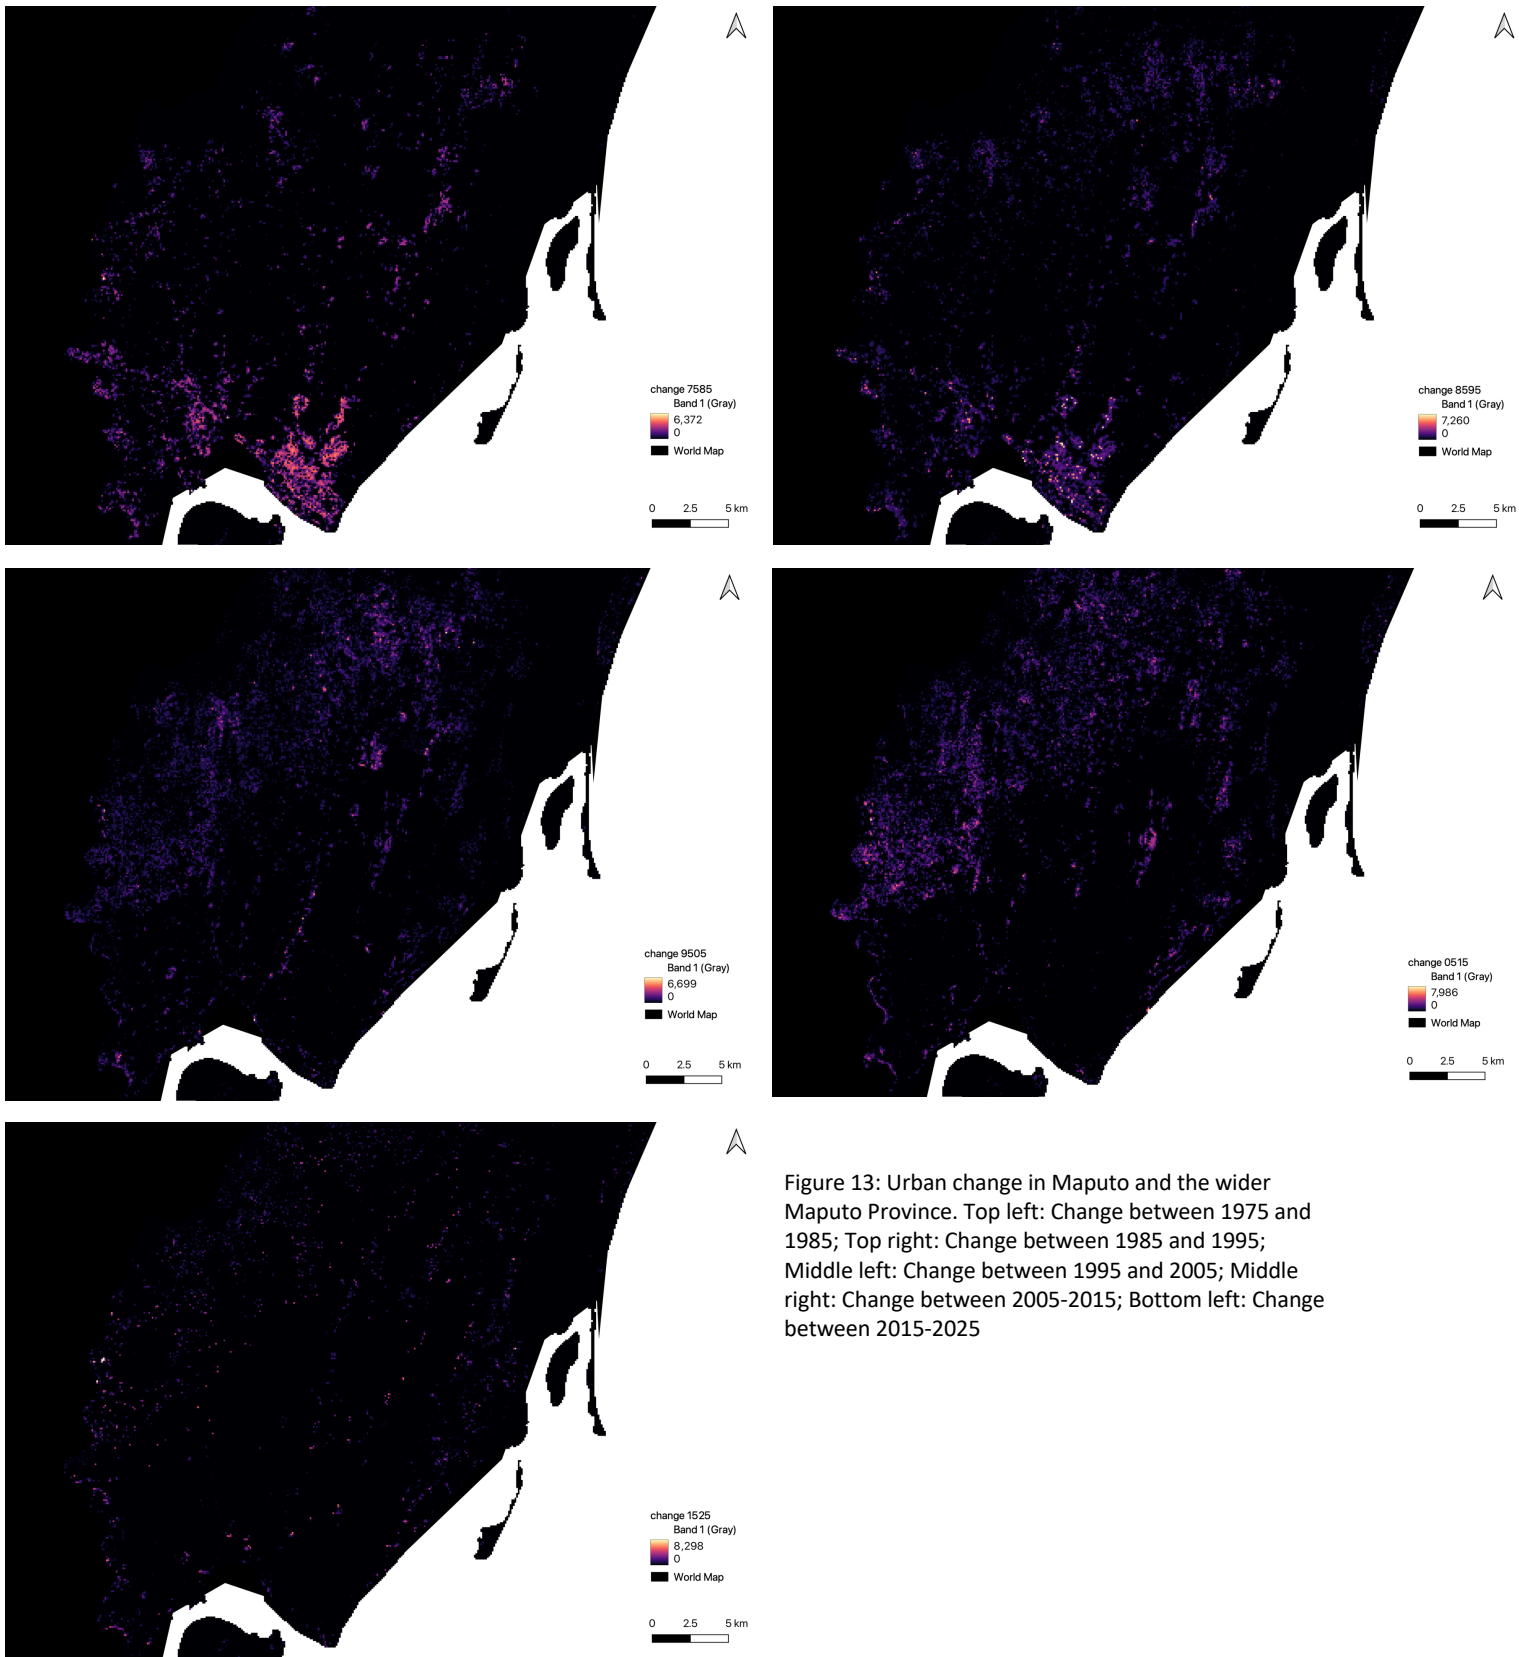 change 7585
Band 1 (Gray)
6,372
0
World Map
0 2.5 5 km
change 8595
Band 1 (Gray)
7,260
0
World Map
0 2.5 5 km
change 9505
Band 1 (Gray)
6,699
0
World Map
0 2.5 5 km
change 0515
Band 1 (Gray)
7,986
0
World Map
0 2.5 5 km
change 1525
Band 1 (Gray)
8,298
0
World Map
0 2.5 5 km
Figure 13: Urban change in Maputo and the wider
Maputo Province. Top left: Change between 1975 and
1985; Top right: Change between 1985 and 1995;
Middle left: Change between 1995 and 2005; Middle
right: Change between 2005-2015; Bottom left: Change
between 2015-2025